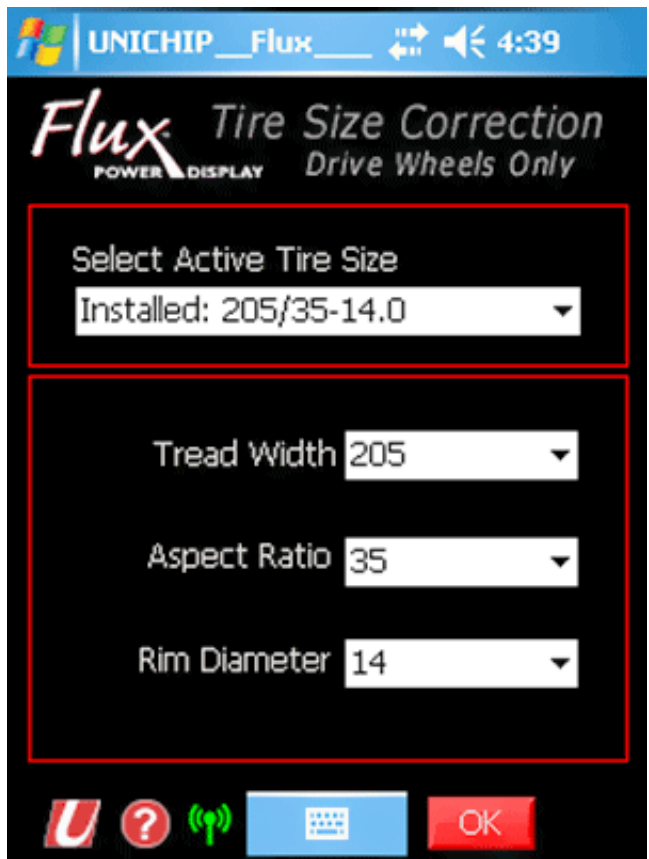 UNICHIP__Flux____ 4:39
Flux Tire Size Correction
POWER DISPLAY Drive Wheels Only
Select Active Tire Size
Installed: 205/35-14.0
Tread Width 205
Aspect Ratio 35
Rim Diameter 14
U ? OK